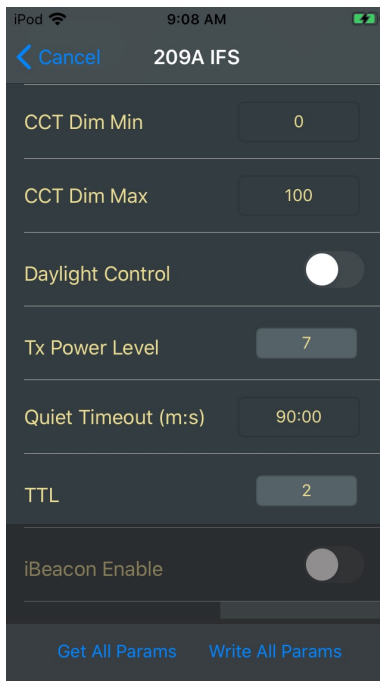 iPod 9:08 AM
Cancel 209A IFS
CCT Dim Min 0
CCT Dim Max 100
Daylight Control
Tx Power Level 7
Quiet Timeout (m:s) 90:00
TTL 2
iBeacon Enable
Get All Params Write All Params